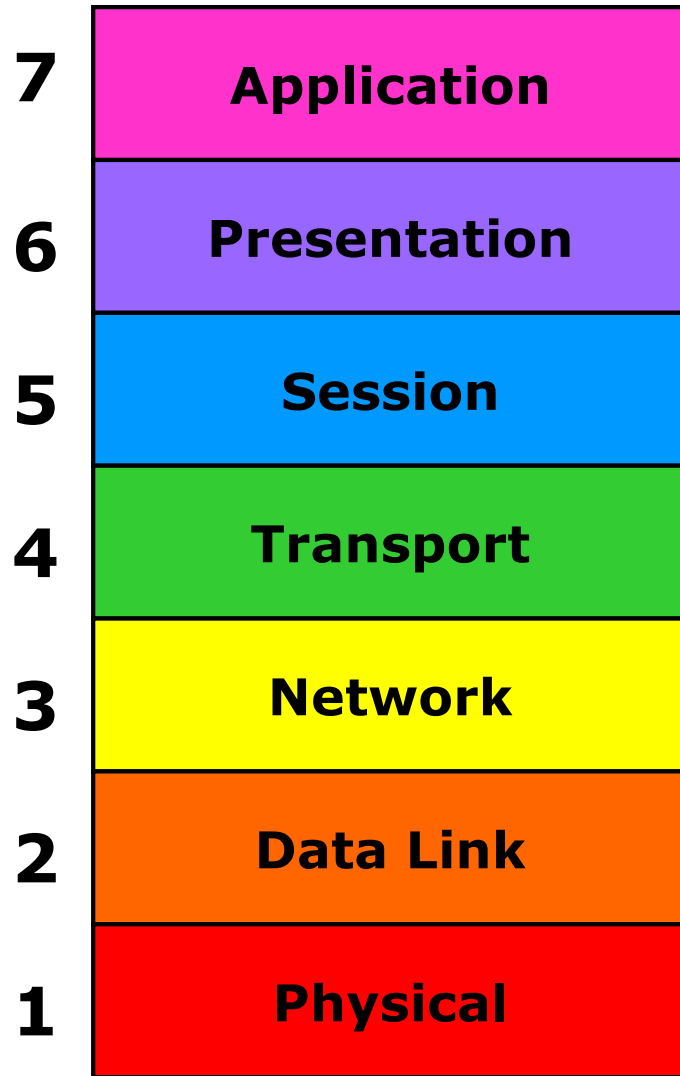 7 Application
6 Presentation
5 Session
4 Transport
3 Network
2 Data Link
1 Physical